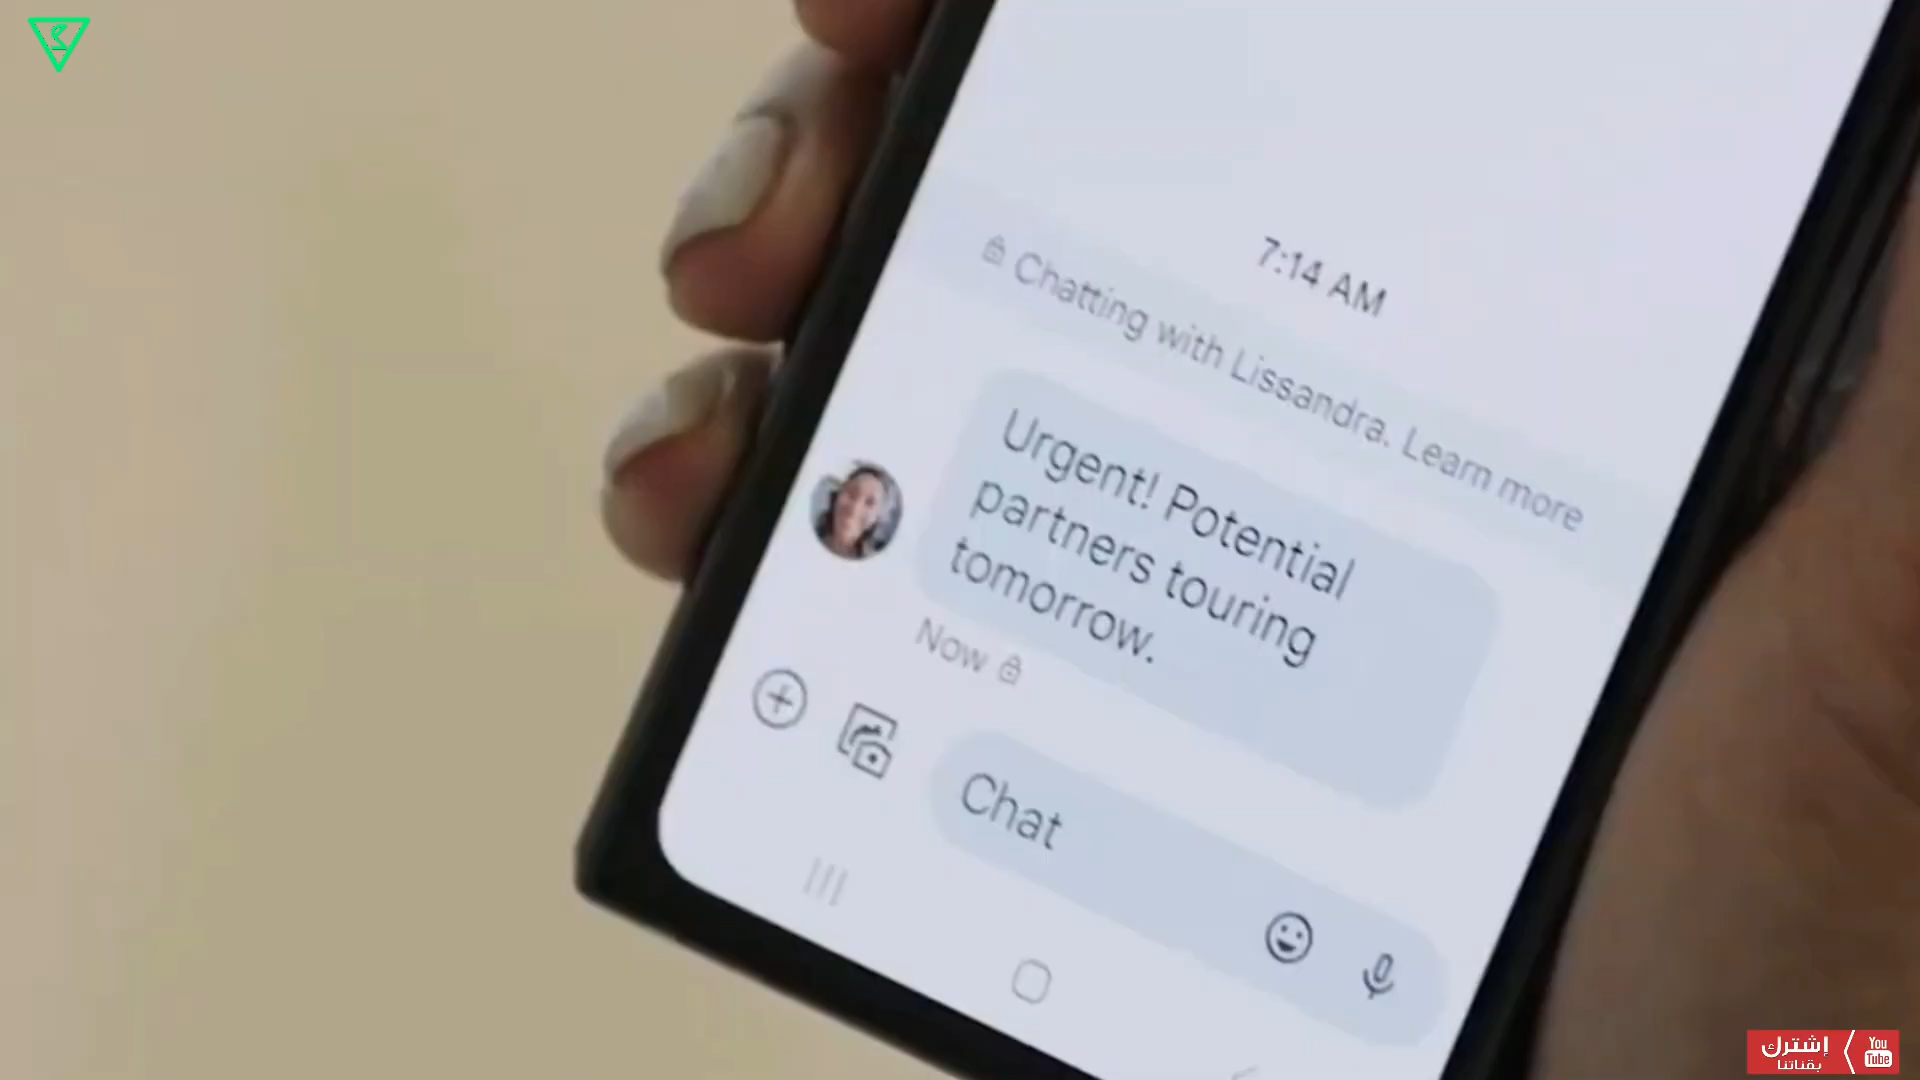 7:14 AM
Chatting with Lissandra. Learn more
Urgent! Potential
partners touring
tomorrow.
Now
Chat
إشترك
بقناتنا
You
Tube